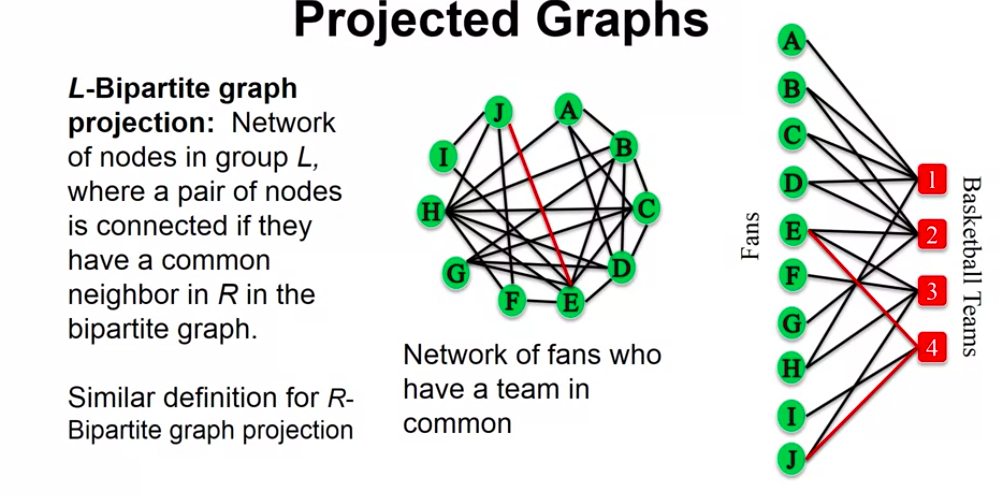 Projected Graphs
L-Bipartite graph
projection: Network
of nodes in group L,
where a pair of nodes
is connected if they
have a common
neighbor in R in the
bipartite graph.
Similar definition for R-
Bipartite graph projection
J
A
I
B
H
C
G
D
F
E
Network of fans who
have a team in
common
Fans
A
B
C
D
E
F
G
H
I
J
1
2
3
4
Basketball Teams